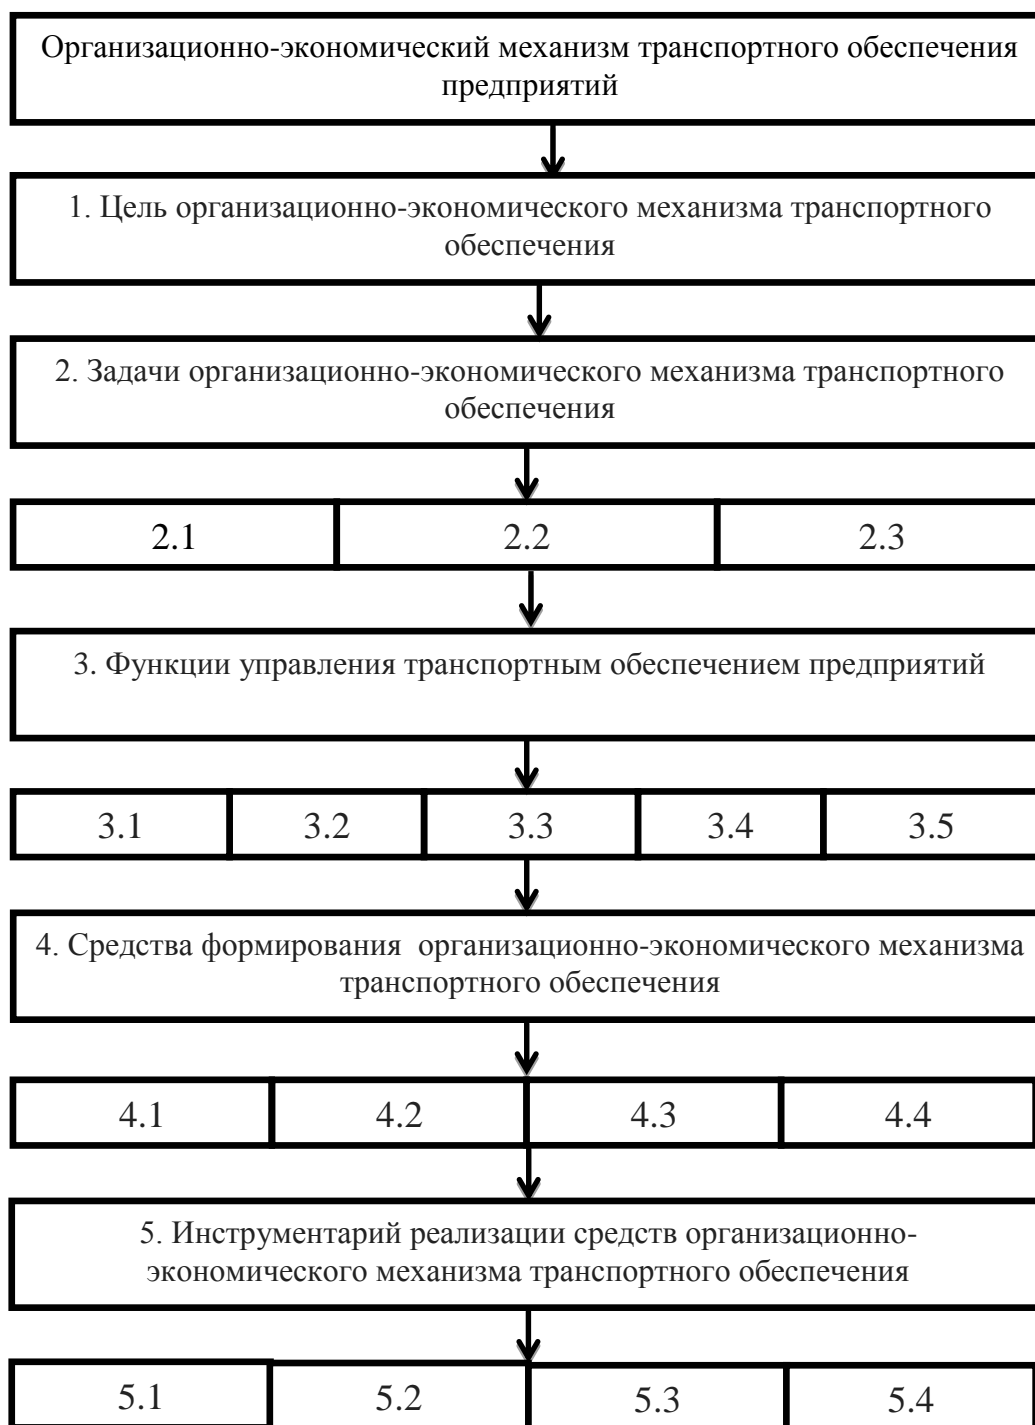 Организационно-экономический механизм транспортного обеспечения
предприятий
1. Цель организационно-экономического механизма транспортного
обеспечения
2. Задачи организационно-экономического механизма транспортного
обеспечения
2.1 2.2 2.3
3. Функции управления транспортным обеспечением предприятий
3.1 3.2 3.3 3.4 3.5
4. Средства формирования организационно-экономического механизма
транспортного обеспечения
4.1 4.2 4.3 4.4
5. Инструментарий реализации средств организационно-
экономического механизма транспортного обеспечения
5.1 5.2 5.3 5.4